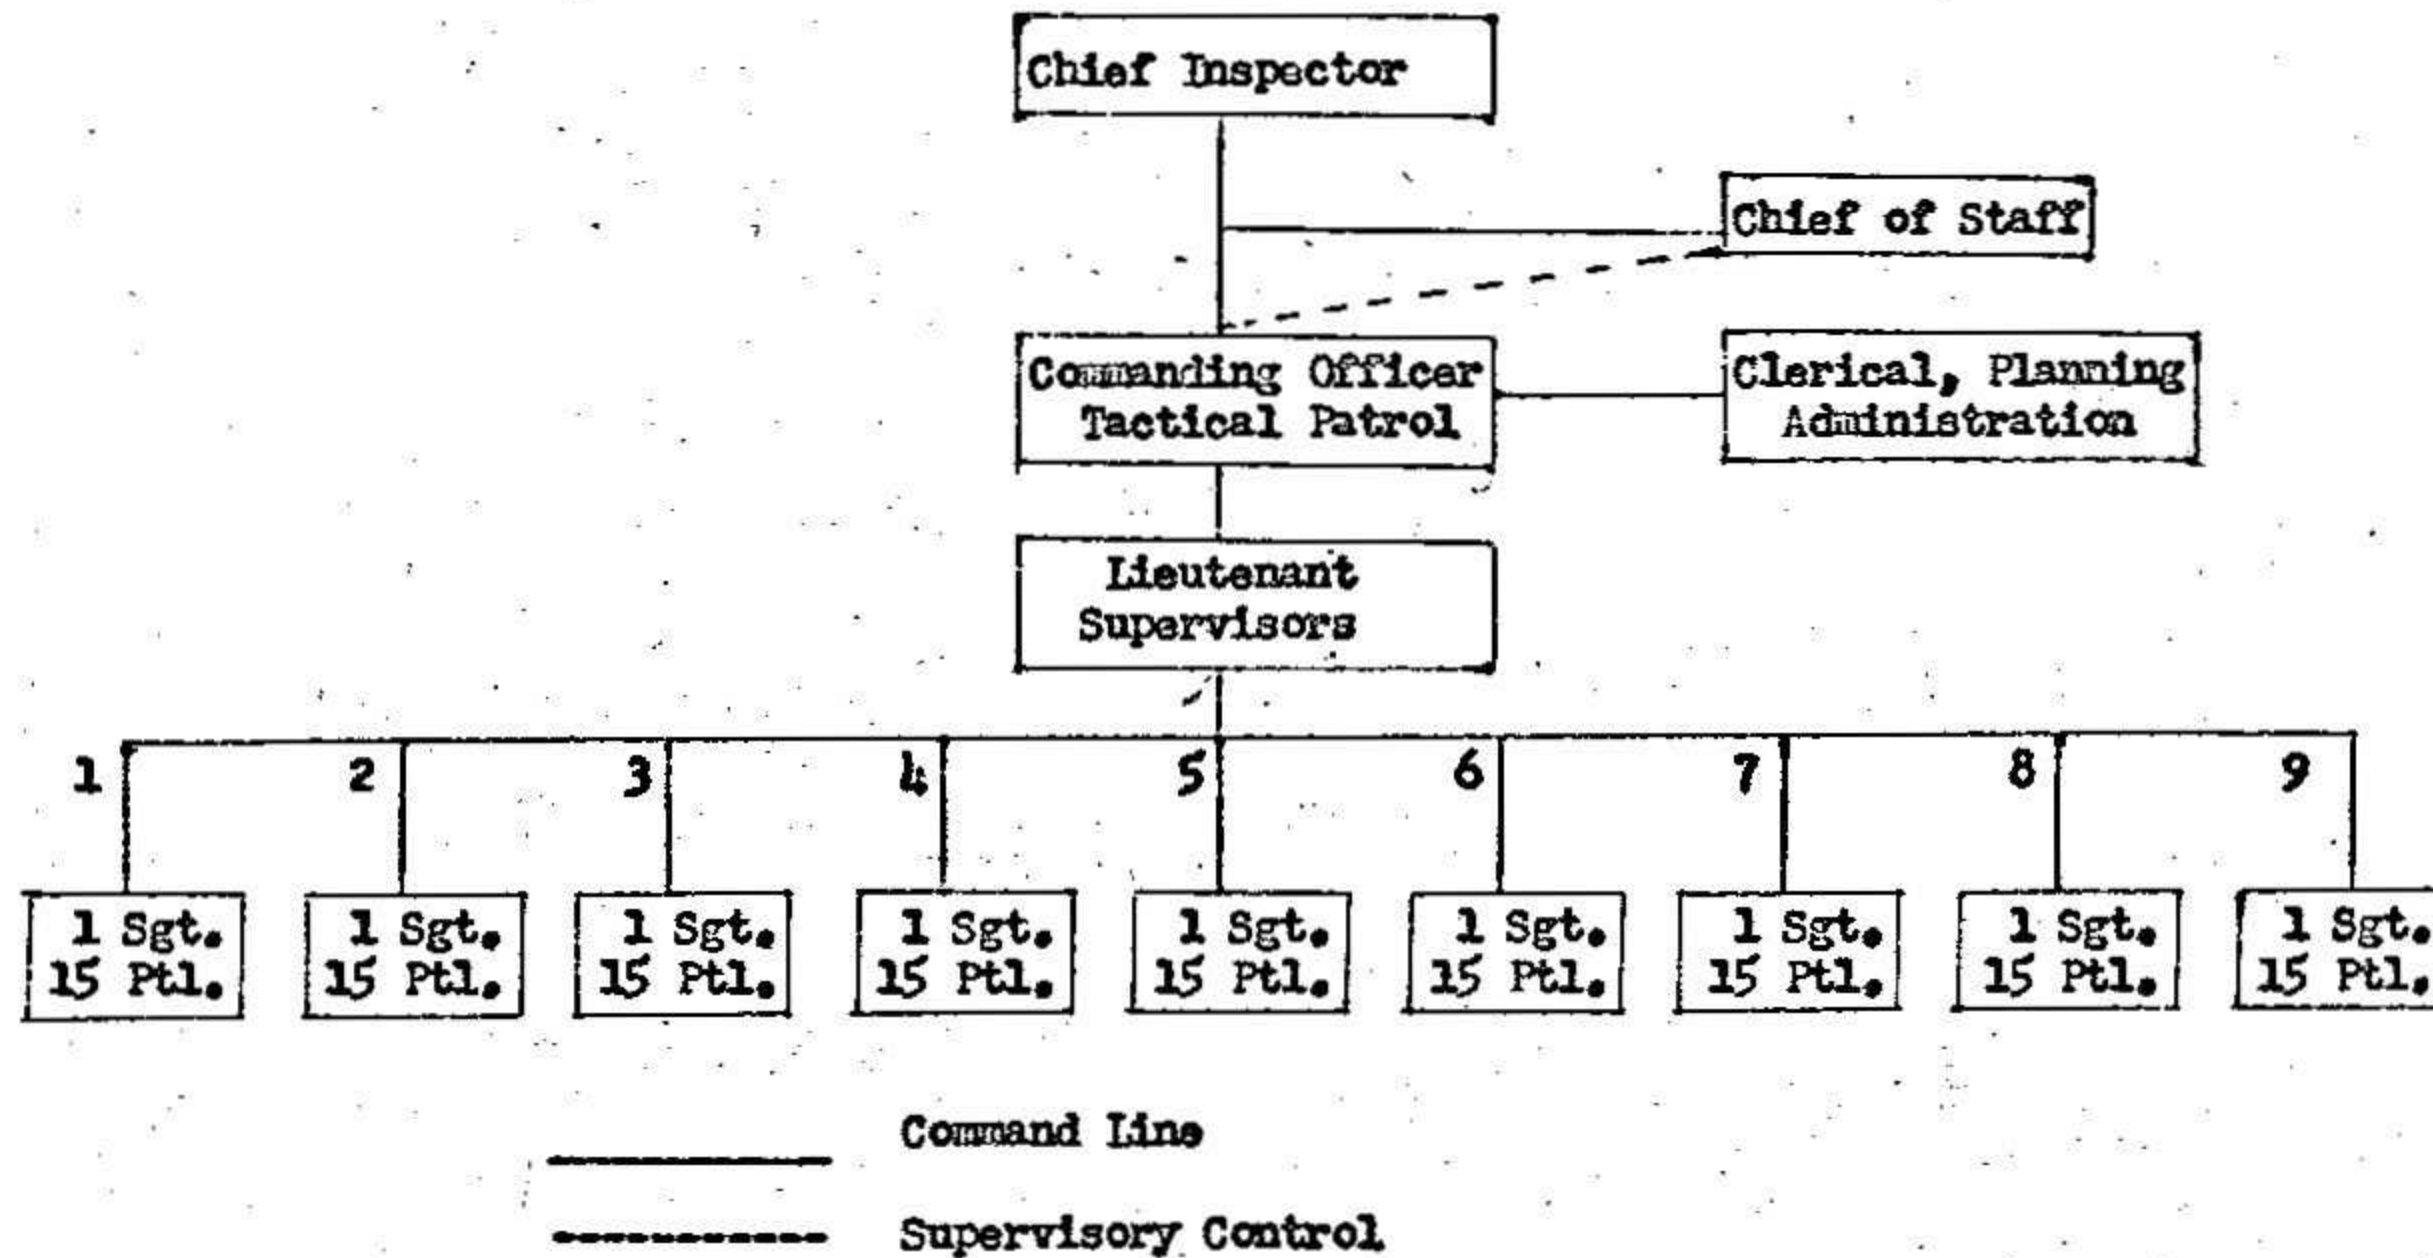 Chief Inspector
Chief of Staff
Commanding Officer
Tactical Patrol
Clerical, Planning
Administration
Lieutenant
Supervisors
1 2 3 4 5 6 7 8 9
1 Sgt. 1 Sgt. 1 Sgt. 1 Sgt. 1 Sgt. 1 Sgt. 1 Sgt. 1 Sgt. 1 Sgt.
15 Ptl. 15 Ptl. 15 Ptl. 15 Ptl. 15 Ptl. 15 Ptl. 15 Ptl. 15 Ptl. 15 Ptl.
Command Line
Supervisory Control